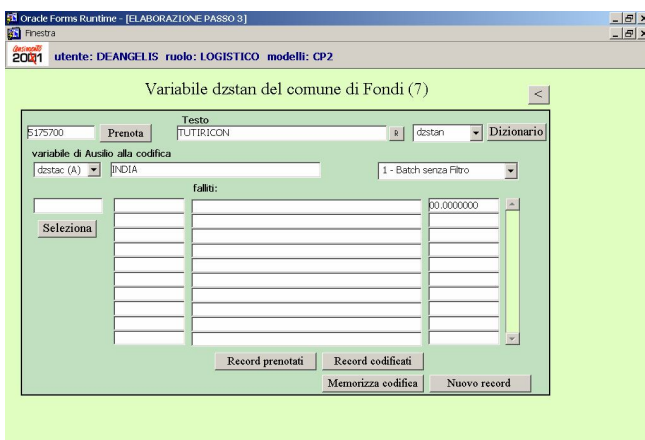 Oracle Forms Runtime - [ELABORAZIONE PASSO 3]
Finestra
Censimenti 2001 utente: DEANGELIS ruolo: LOGISTICO modelli: CP2
Variabile dzstan del comune di Fondi (7)
<
Testo
5175700 Prenota TUTIRICON R dzstan Dizionario
variabile di Ausilio alla codifica
dzstac (A) INDIA 1 - Batch senza Filtro
falliti:
00.0000000
Seleziona
Record prenotati Record codificati
Memorizza codifica Nuovo record